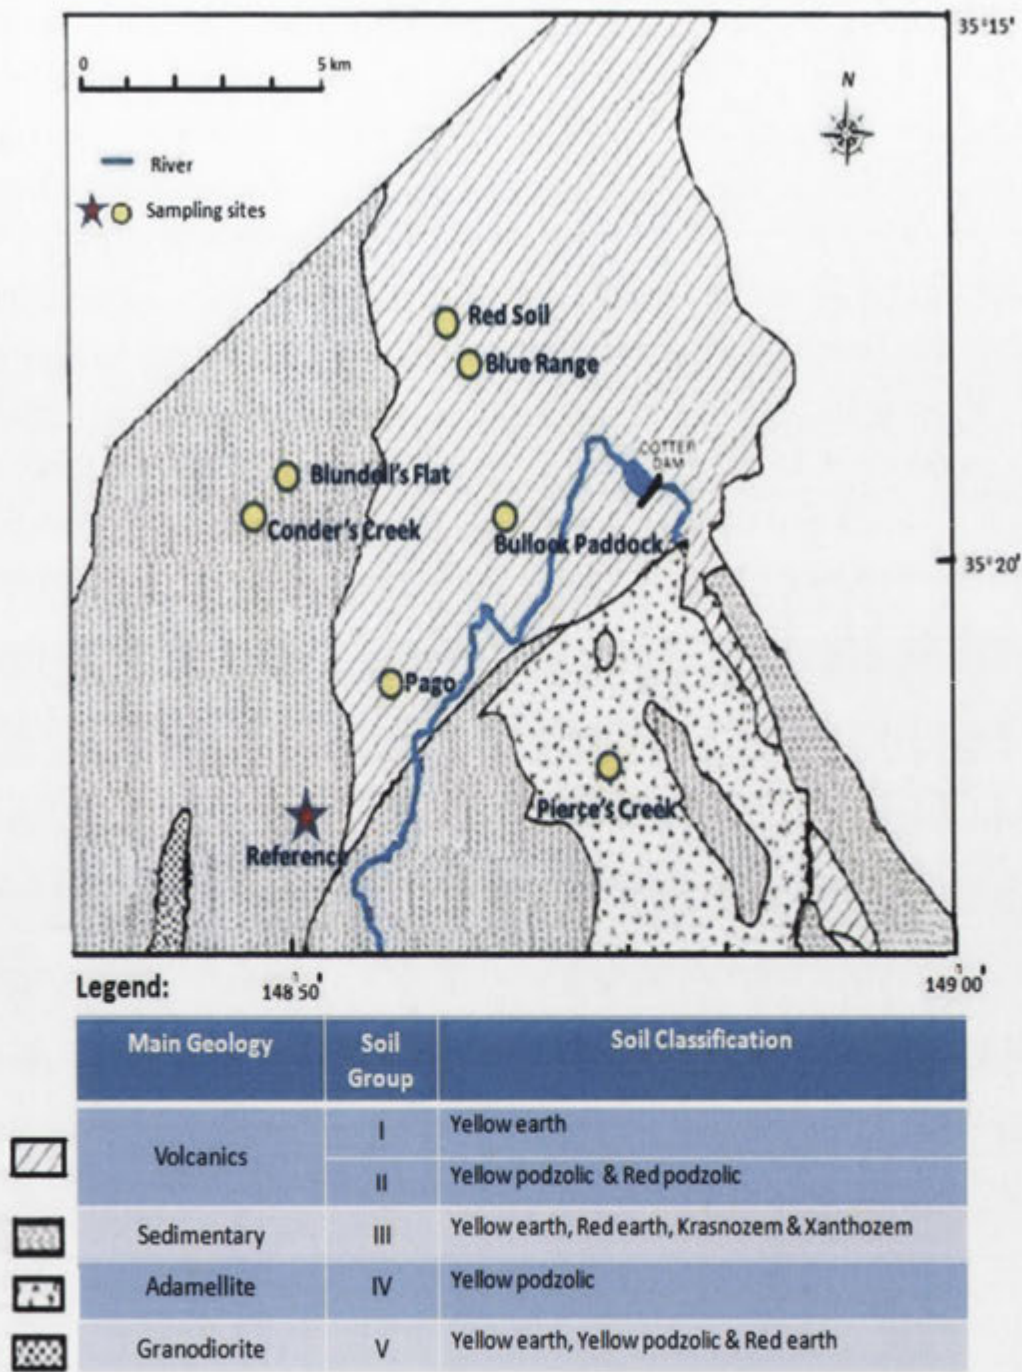 35°15'
0 5 km
N
River
Sampling sites
Red Soil
Blue Range
COTTER
DAM
Blundell's Flat
Conder's Creek
Bullock Paddock
35°20'
Pago
Pierce's Creek
Reference
Legend:
148 50'
149 00'
Main Geology Soil Group Soil Classification
Volcanics I Yellow earth
II Yellow podzolic & Red podzolic
Sedimentary III Yellow earth, Red earth, Krasnozem & Xanthozem
Adamellite IV Yellow podzolic
Granodiorite V Yellow earth, Yellow podzolic & Red earth